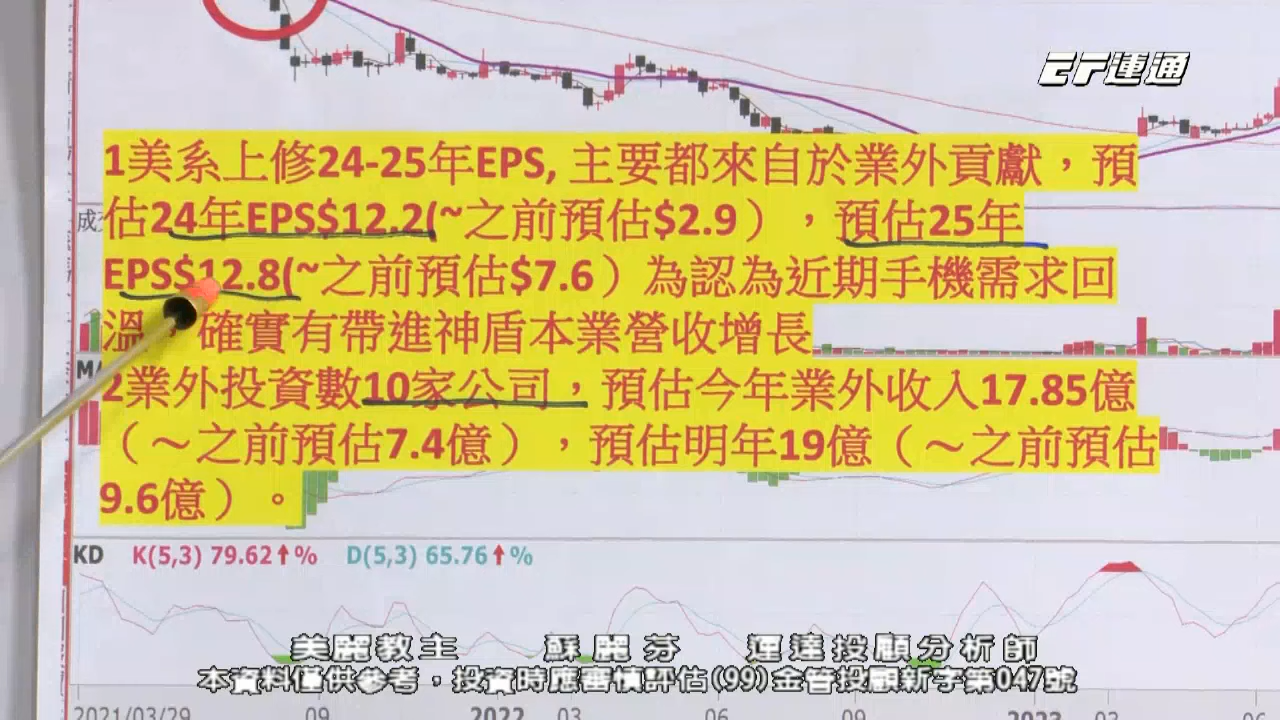 EF運通
1美系上修24-25年EPS, 主要都來自於業外貢獻，預
估24年EPS$12.2(~之前預估$2.9），預估25年
EPS$12.8(~之前預估$7.6）為認為近期手機需求回
溫，確實有帶進神盾本業營收增長
2業外投資數10家公司，預估今年業外收入17.85億
（～之前預估7.4億），預估明年19億（～之前預估
9.6億）。
KD K(5,3) 79.62↑% D(5,3) 65.76↑%
美麗教主 蘇麗芬 運達投顧分析師
本資料僅供參考，投資時應審慎評估(99)金管投顧新字第047號
2021/03/29 09 2022 03 06 09 2023 03 06